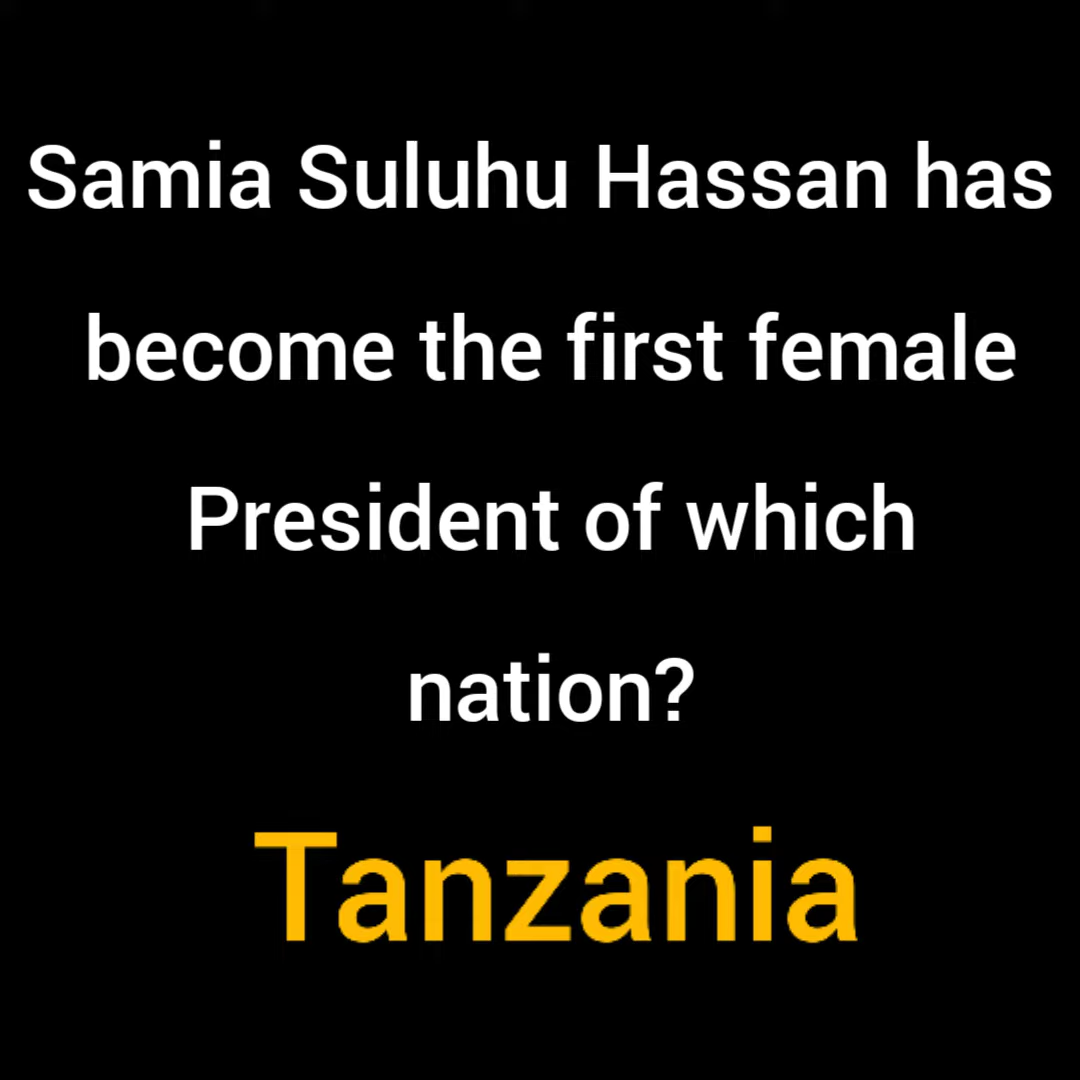 Samia Suluhu Hassan has
become the first female
President of which
nation?
Tanzania